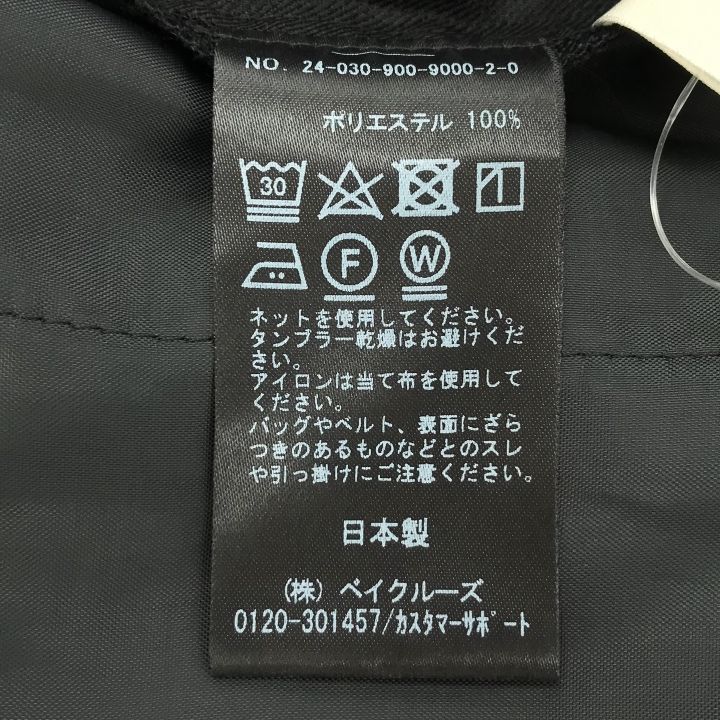 NO. 24-030-900-9000-2-0
ポリエステル 100%
30
F W
ネットを使用してください。
タンブラー乾燥はお避けくだ
さい。
アイロンは当て布を使用して
ください。
バッグやベルト、表面にざら
つきのあるものなどとのスレ
や引っ掛けにご注意ください。
日本製
(株) ベイクルーズ
0120-301457/カスタマーサポート